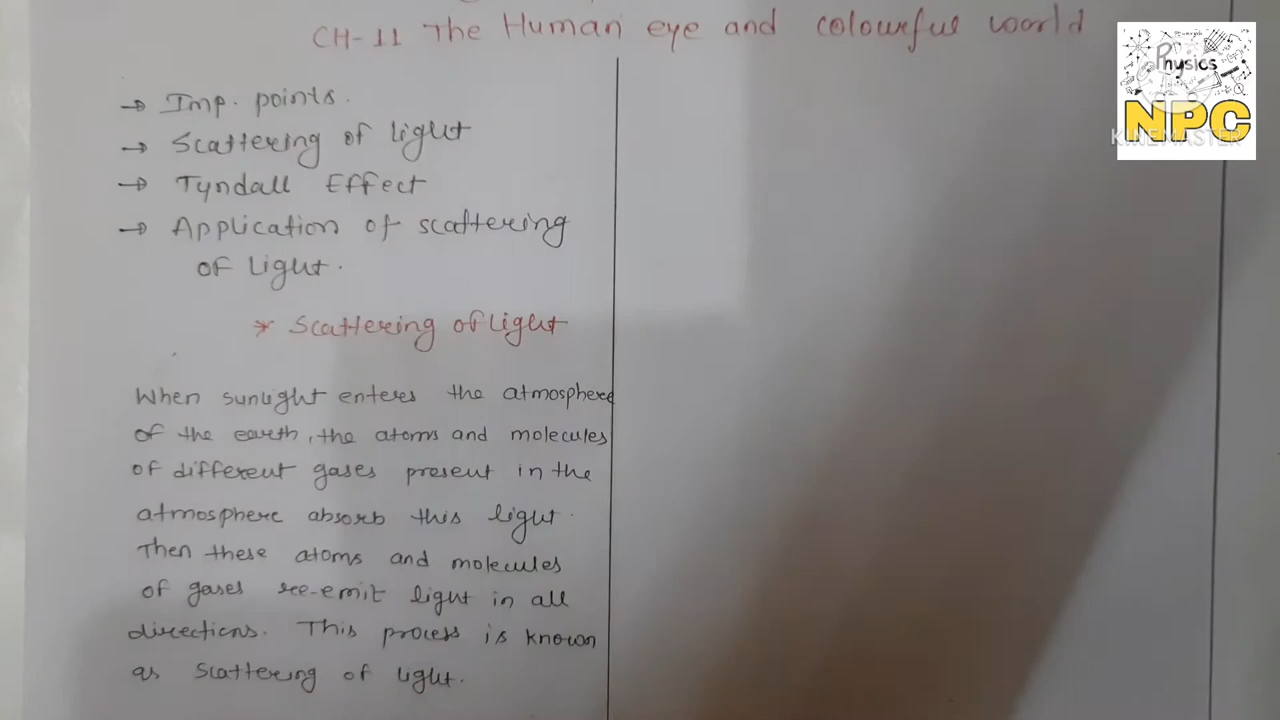 CH-11 The Human eye and colourful world
→ Imp. points.
→ Scattering of light
→ Tyndall Effect
→ Application of scattering
of light.
* Scattering of light
When sunlight enters the atmosphere
of the earth, the atoms and molecules
of different gases present in the
atmosphere absorb this light.
Then these atoms and molecules
of gases re-emit light in all
directions. This process is known
as scattering of light.
Physics
NPC
KINEMASTER